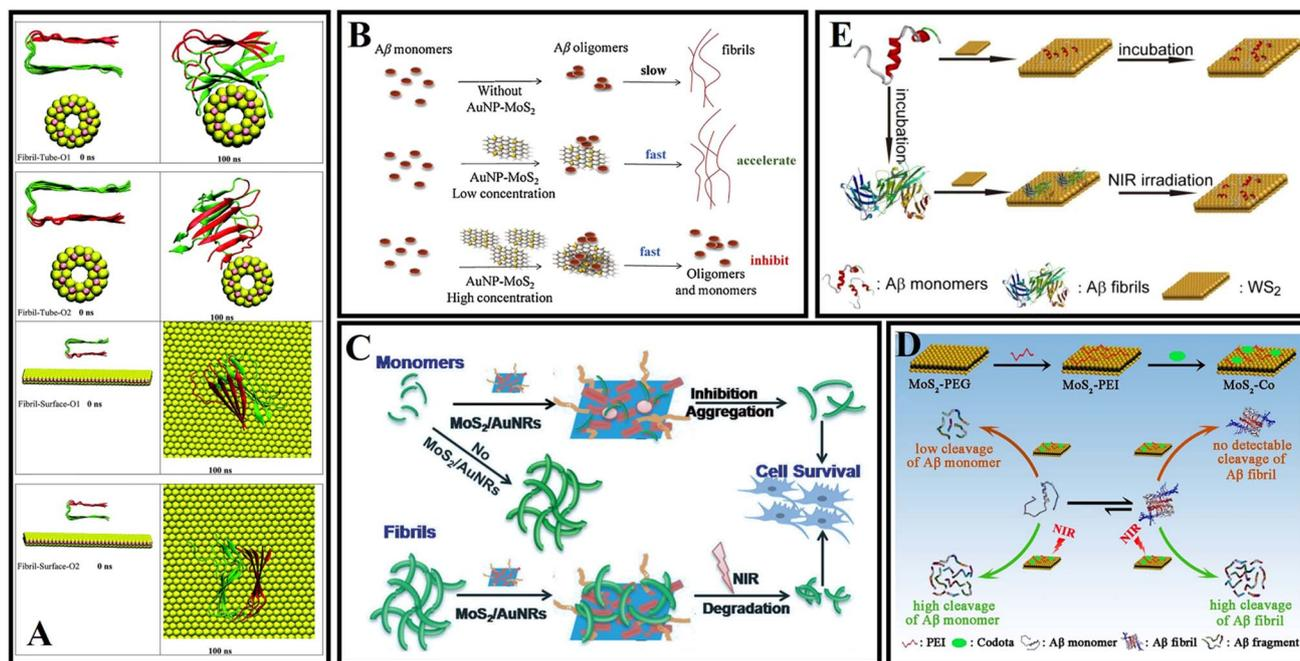 Fibril-Tube-O1 0 ns
100 ns
Firbil-Tube-O2 0 ns
100 ns
Fibril-Surface-O1 0 ns
100 ns
Fibril-Surface-O2 0 ns
100 ns
A
B
Aβ monomers
Aβ oligomers
fibrils
Without
AuNP-MoS₂
slow
AuNP-MoS₂
Low concentration
fast
accelerate
AuNP-MoS₂
High concentration
fast
Oligomers
and monomers
inhibit
E
incubation
incubation
NIR irradiation
: Aβ monomers
: Aβ fibrils
: WS₂
C
Monomers
MoS₂/AuNRs
Inhibition
Aggregation
No
MoS₂/AuNRs
Cell Survival
Fibrils
MoS₂/AuNRs
NIR
Degradation
D
MoS₂-PEG
MoS₂-PEI
MoS₂-Co
low cleavage
of Aβ monomer
no detectable
cleavage of
Aβ fibril
NIR
NIR
high cleavage
of Aβ monomer
high cleavage
of Aβ fibril
: PEI : Codota : Aβ monomer : Aβ fibril : Aβ fragment